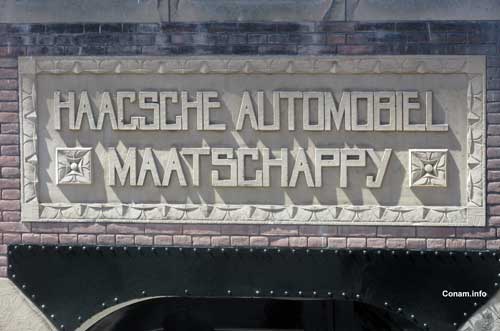 HAAGSCHE AUTOMOBIEL
MAATSCHAPPY
Conam.info